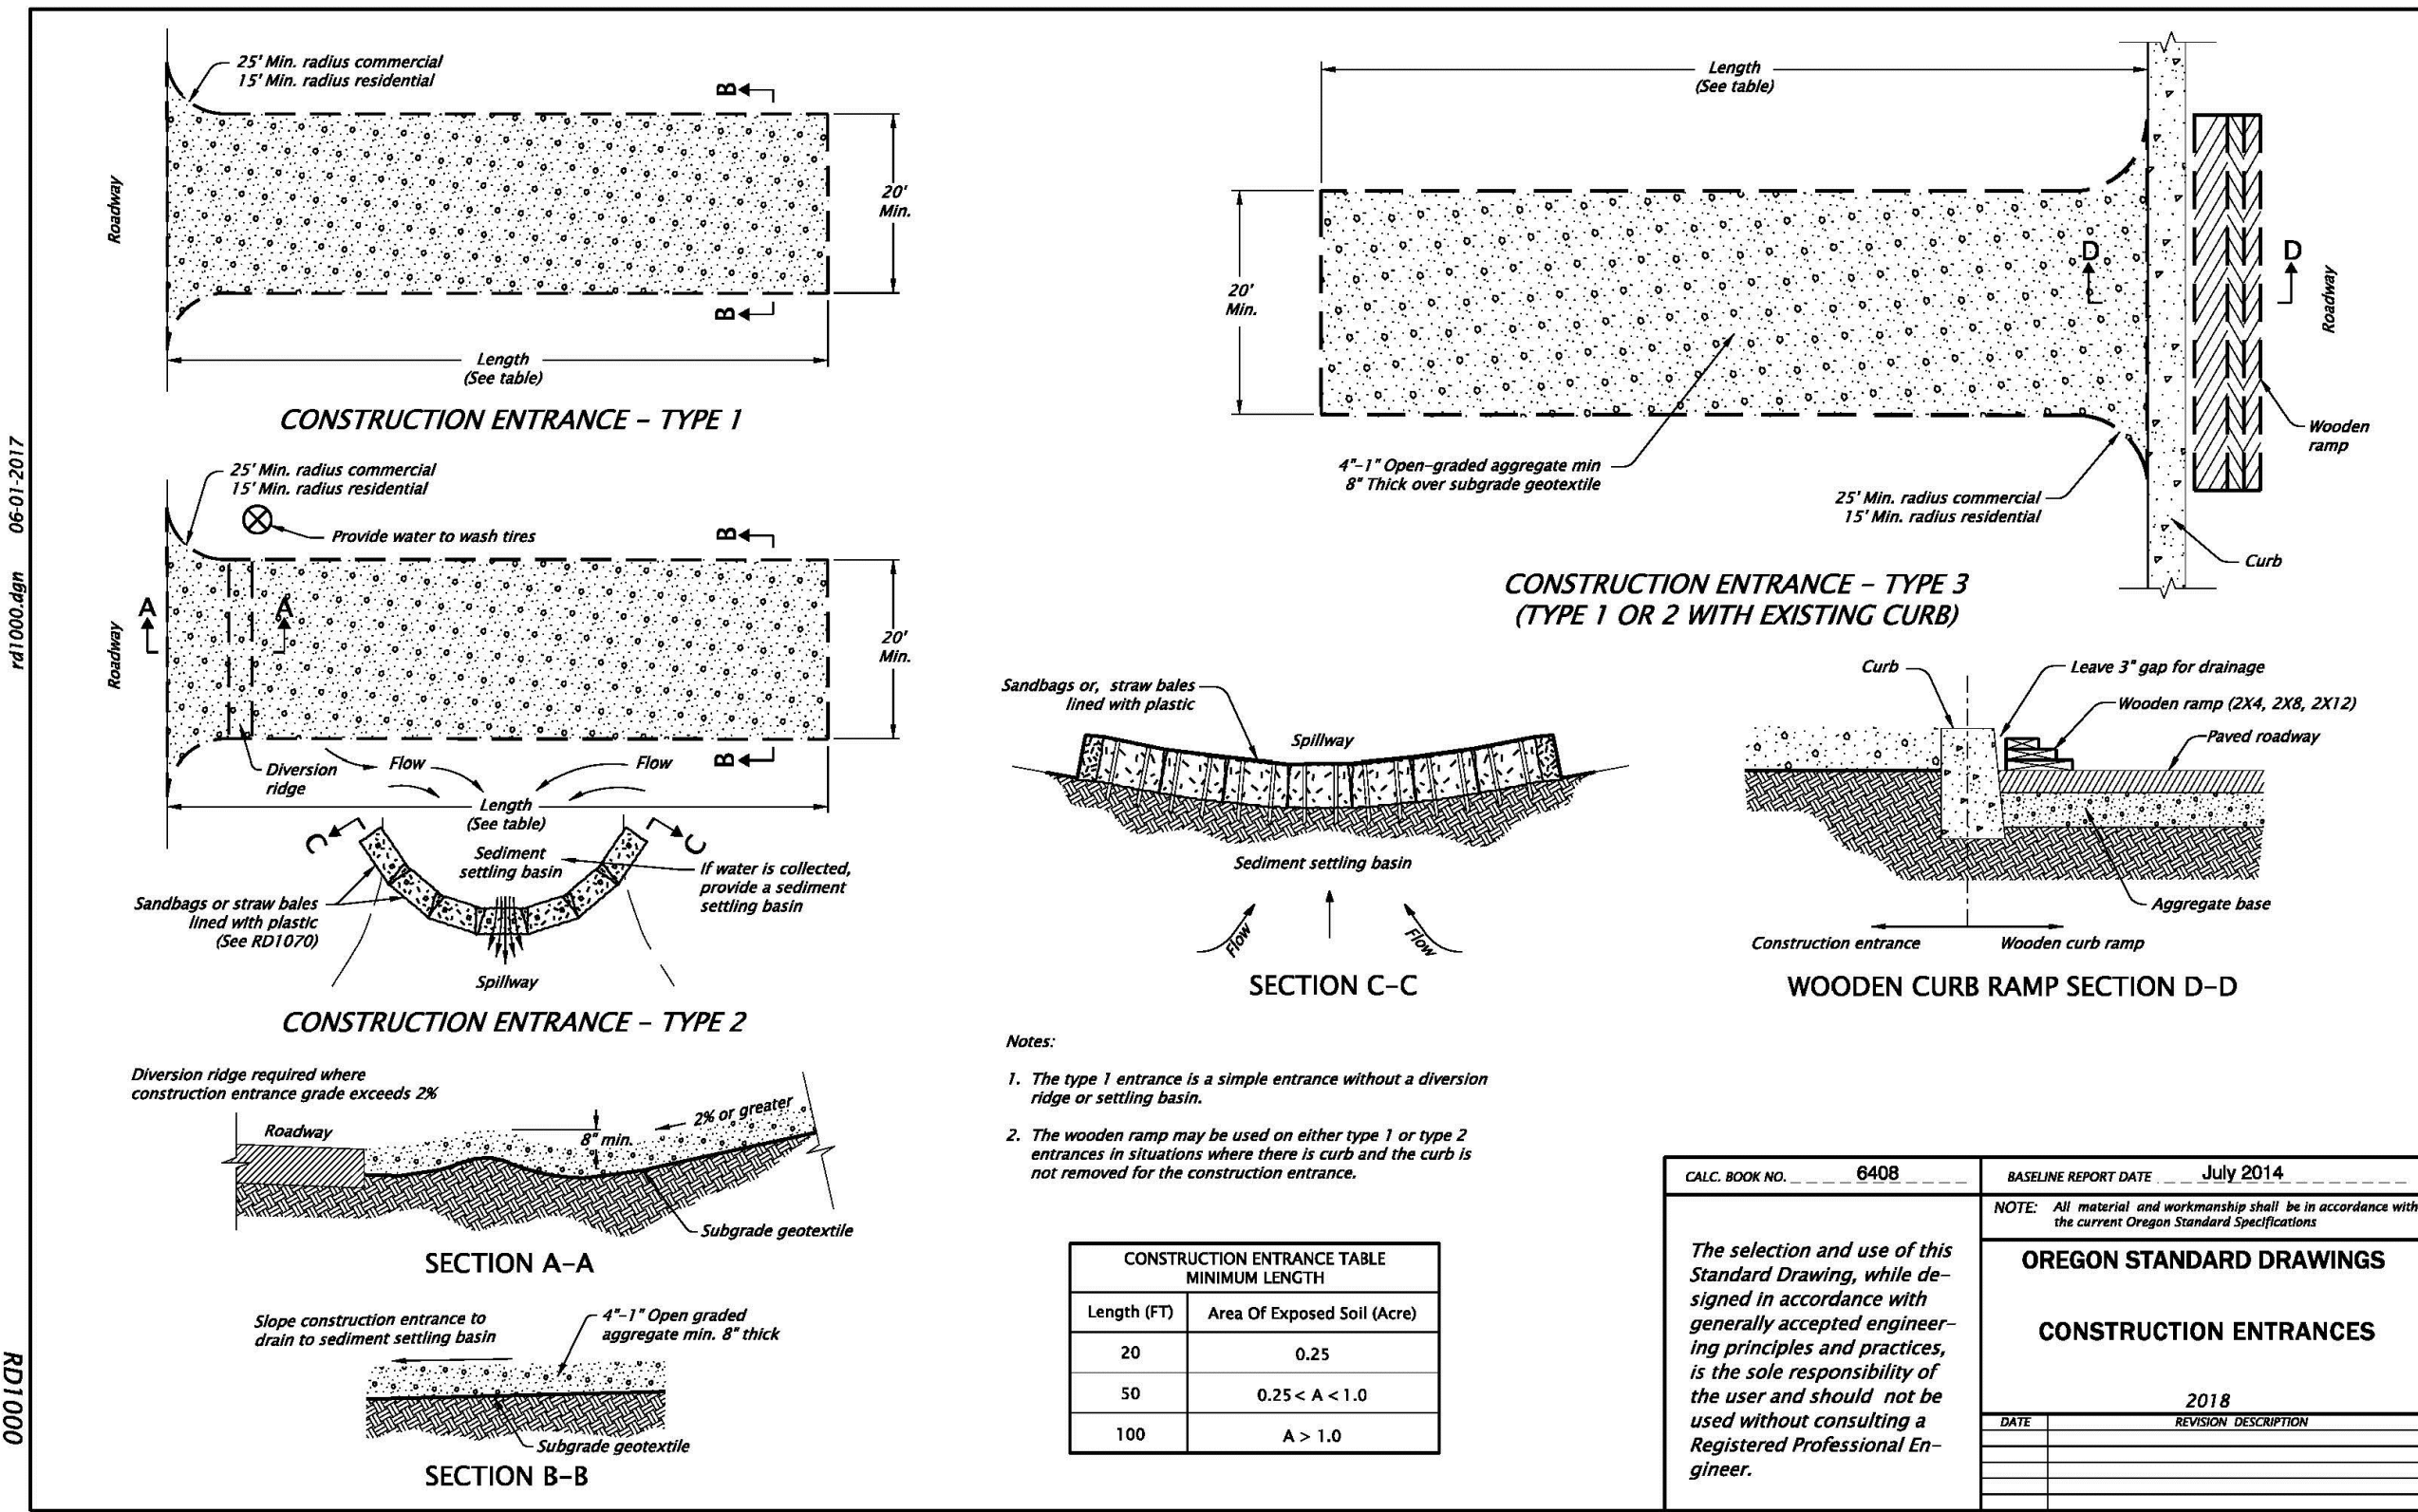 25' Min. radius commercial
15' Min. radius residential
B
Roadway
20'
Min.
B
Length
(See table)
CONSTRUCTION ENTRANCE - TYPE 1
25' Min. radius commercial
15' Min. radius residential
Provide water to wash tires
B
A
A
Roadway
20'
Min.
Diversion
ridge
Flow
Flow
B
Length
(See table)
C
C
Sediment
settling basin
If water is collected,
provide a sediment
settling basin
Sandbags or straw bales
lined with plastic
(See RD1070)
Spillway
CONSTRUCTION ENTRANCE - TYPE 2
Diversion ridge required where
construction entrance grade exceeds 2%
Roadway
8" min.
2% or greater
Subgrade geotextile
SECTION A-A
Slope construction entrance to
drain to sediment settling basin
4"-1" Open graded
aggregate min. 8" thick
Subgrade geotextile
SECTION B-B
Length
(See table)
20'
Min.
D
D
Roadway
Wooden
ramp
4"-1" Open-graded aggregate min
8" Thick over subgrade geotextile
25' Min. radius commercial
15' Min. radius residential
Curb
CONSTRUCTION ENTRANCE - TYPE 3
(TYPE 1 OR 2 WITH EXISTING CURB)
Sandbags or, straw bales
lined with plastic
Spillway
Sediment settling basin
Flow
Flow
SECTION C-C
Curb
Leave 3" gap for drainage
Wooden ramp (2X4, 2X8, 2X12)
Paved roadway
Aggregate base
Construction entrance
Wooden curb ramp
WOODEN CURB RAMP SECTION D-D
Notes:
1. The type 1 entrance is a simple entrance without a diversion
ridge or settling basin.
2. The wooden ramp may be used on either type 1 or type 2
entrances in situations where there is curb and the curb is
not removed for the construction entrance.
CONSTRUCTION ENTRANCE TABLE
MINIMUM LENGTH
Length (FT) Area Of Exposed Soil (Acre)
20 0.25
50 0.25 < A < 1.0
100 A > 1.0
CALC. BOOK NO. 6408
BASELINE REPORT DATE July 2014
NOTE: All material and workmanship shall be in accordance with
the current Oregon Standard Specifications
The selection and use of this
Standard Drawing, while de-
signed in accordance with
generally accepted engineer-
ing principles and practices,
is the sole responsibility of
the user and should not be
used without consulting a
Registered Professional En-
gineer.
OREGON STANDARD DRAWINGS
CONSTRUCTION ENTRANCES
2018
DATE REVISION DESCRIPTION
rd1000.dgn 06-01-2017
RD1000